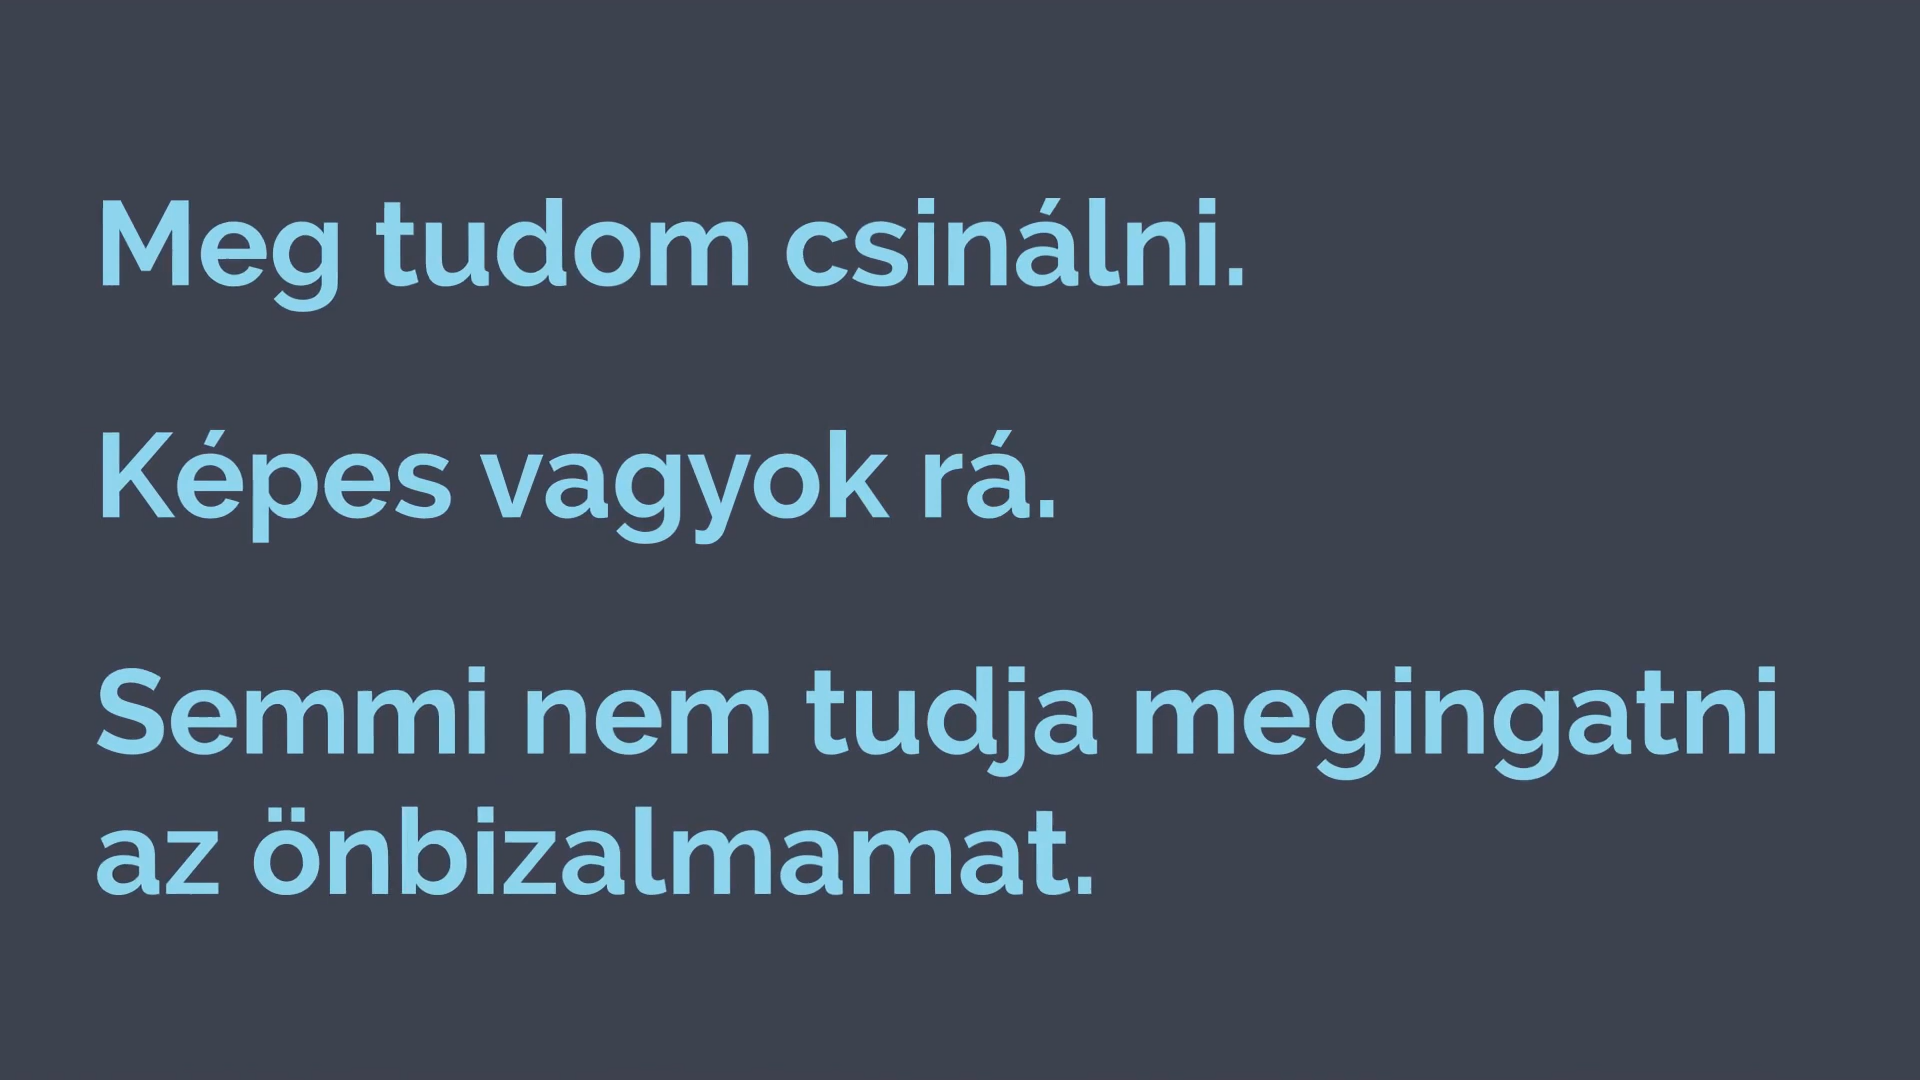 Meg tudom csinálni.
Képes vagyok rá.
Semmi nem tudja megingatni
az önbizalmamat.